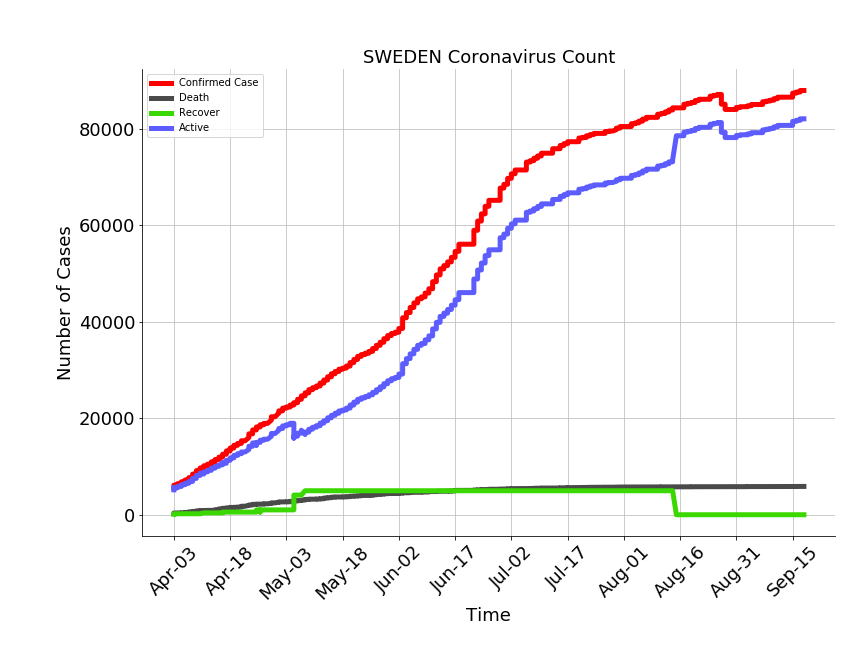 SWEDEN Coronavirus Count
Confirmed Case
Death
Recover
Active
80000
60000
40000
20000
0
Number of Cases
Apr-03
Apr-18
May-03
May-18
Jun-02
Jun-17
Jul-02
Jul-17
Aug-01
Aug-16
Aug-31
Sep-15
Time